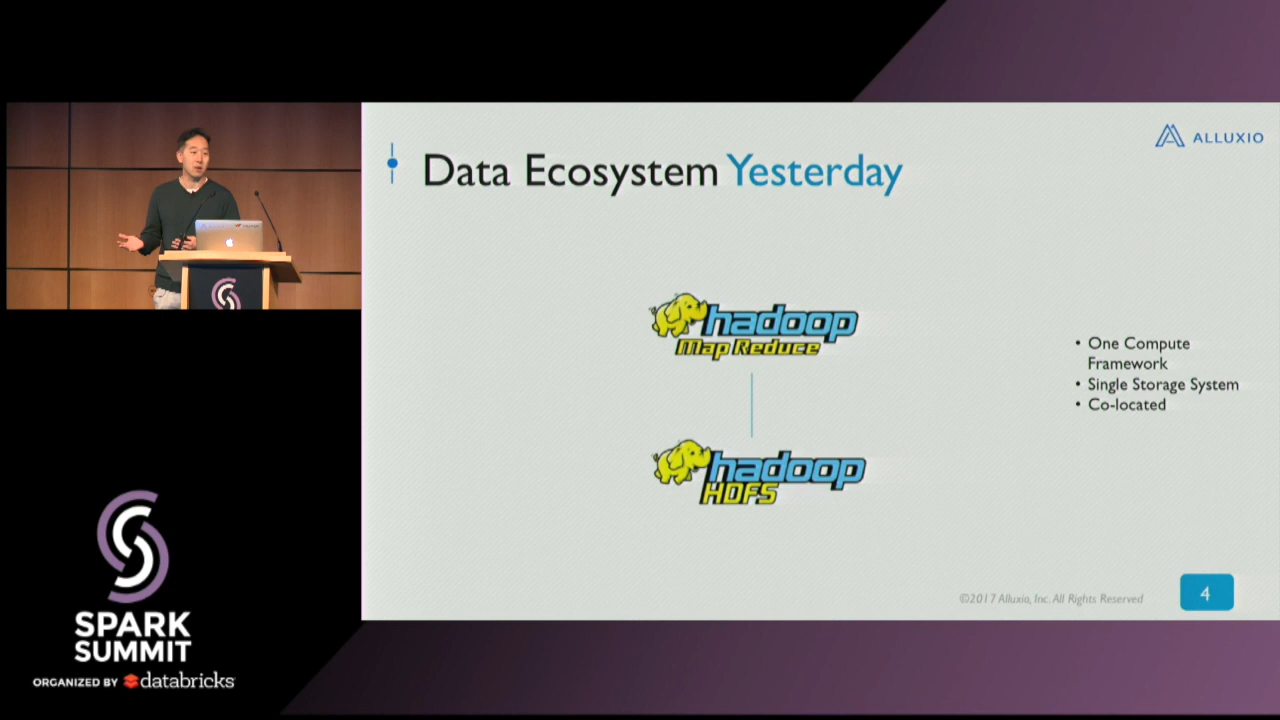 ALLUXIO
Data Ecosystem Yesterday
hadoop
Map Reduce
• One Compute
Framework
• Single Storage System
• Co-located
hadoop
HDFS
©2017 Alluxio, Inc. All Rights Reserved
4
SPARK
SUMMIT
ORGANIZED BY databricks